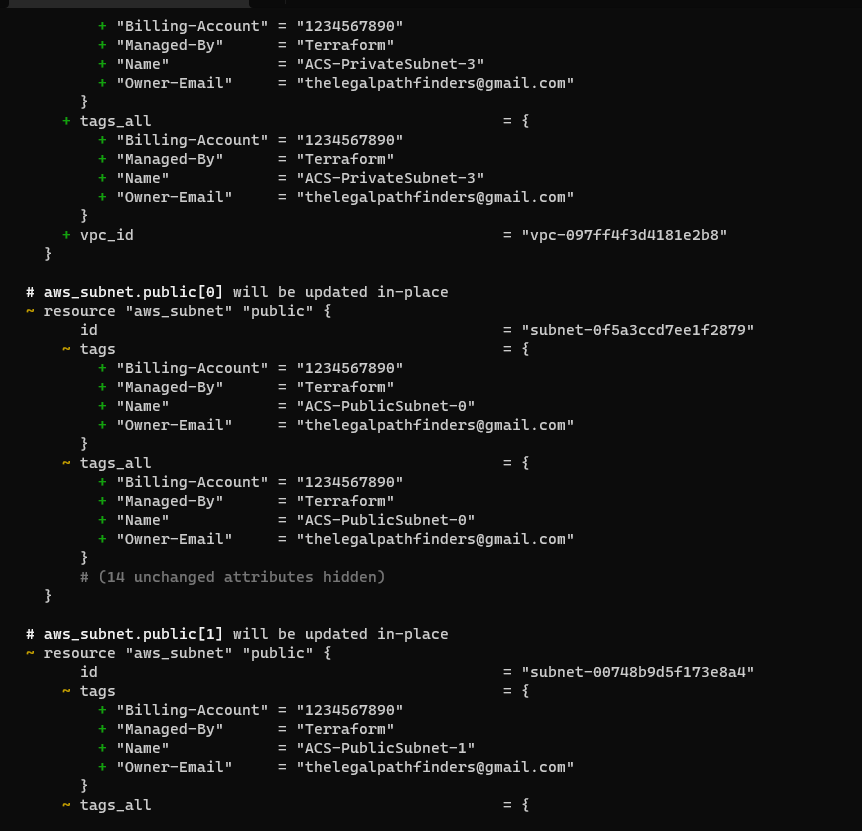 + "Billing-Account" = "1234567890"
+ "Managed-By"      = "Terraform"
+ "Name"            = "ACS-PrivateSubnet-3"
+ "Owner-Email"     = "thelegalpathfinders@gmail.com"
}
+ tags_all                                       = {
+ "Billing-Account" = "1234567890"
+ "Managed-By"      = "Terraform"
+ "Name"            = "ACS-PrivateSubnet-3"
+ "Owner-Email"     = "thelegalpathfinders@gmail.com"
}
+ vpc_id                                         = "vpc-097ff4f3d4181e2b8"
}
# aws_subnet.public[0] will be updated in-place
~ resource "aws_subnet" "public" {
id                                             = "subnet-0f5a3ccd7ee1f2879"
~ tags                                           = {
+ "Billing-Account" = "1234567890"
+ "Managed-By"      = "Terraform"
+ "Name"            = "ACS-PublicSubnet-0"
+ "Owner-Email"     = "thelegalpathfinders@gmail.com"
}
~ tags_all                                       = {
+ "Billing-Account" = "1234567890"
+ "Managed-By"      = "Terraform"
+ "Name"            = "ACS-PublicSubnet-0"
+ "Owner-Email"     = "thelegalpathfinders@gmail.com"
}
# (14 unchanged attributes hidden)
}
# aws_subnet.public[1] will be updated in-place
~ resource "aws_subnet" "public" {
id                                             = "subnet-00748b9d5f173e8a4"
~ tags                                           = {
+ "Billing-Account" = "1234567890"
+ "Managed-By"      = "Terraform"
+ "Name"            = "ACS-PublicSubnet-1"
+ "Owner-Email"     = "thelegalpathfinders@gmail.com"
}
~ tags_all                                       = {